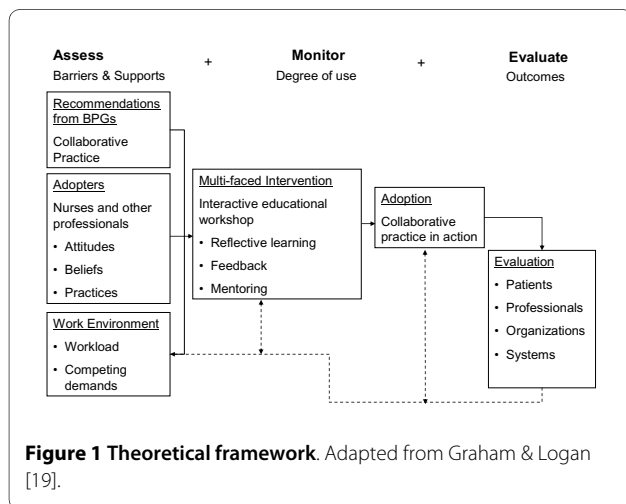 Assess + Monitor + Evaluate
Barriers & Supports Degree of use Outcomes
Recommendations
from BPGs
Collaborative
Practice
Adopters
Nurses and other
professionals
• Attitudes
• Beliefs
• Practices
Work Environment
• Workload
• Competing
demands
Multi-faced Intervention
Interactive educational
workshop
• Reflective learning
• Feedback
• Mentoring
Adoption
Collaborative
practice in action
Evaluation
• Patients
• Professionals
• Organizations
• Systems
Figure 1 Theoretical framework. Adapted from Graham & Logan
[19].